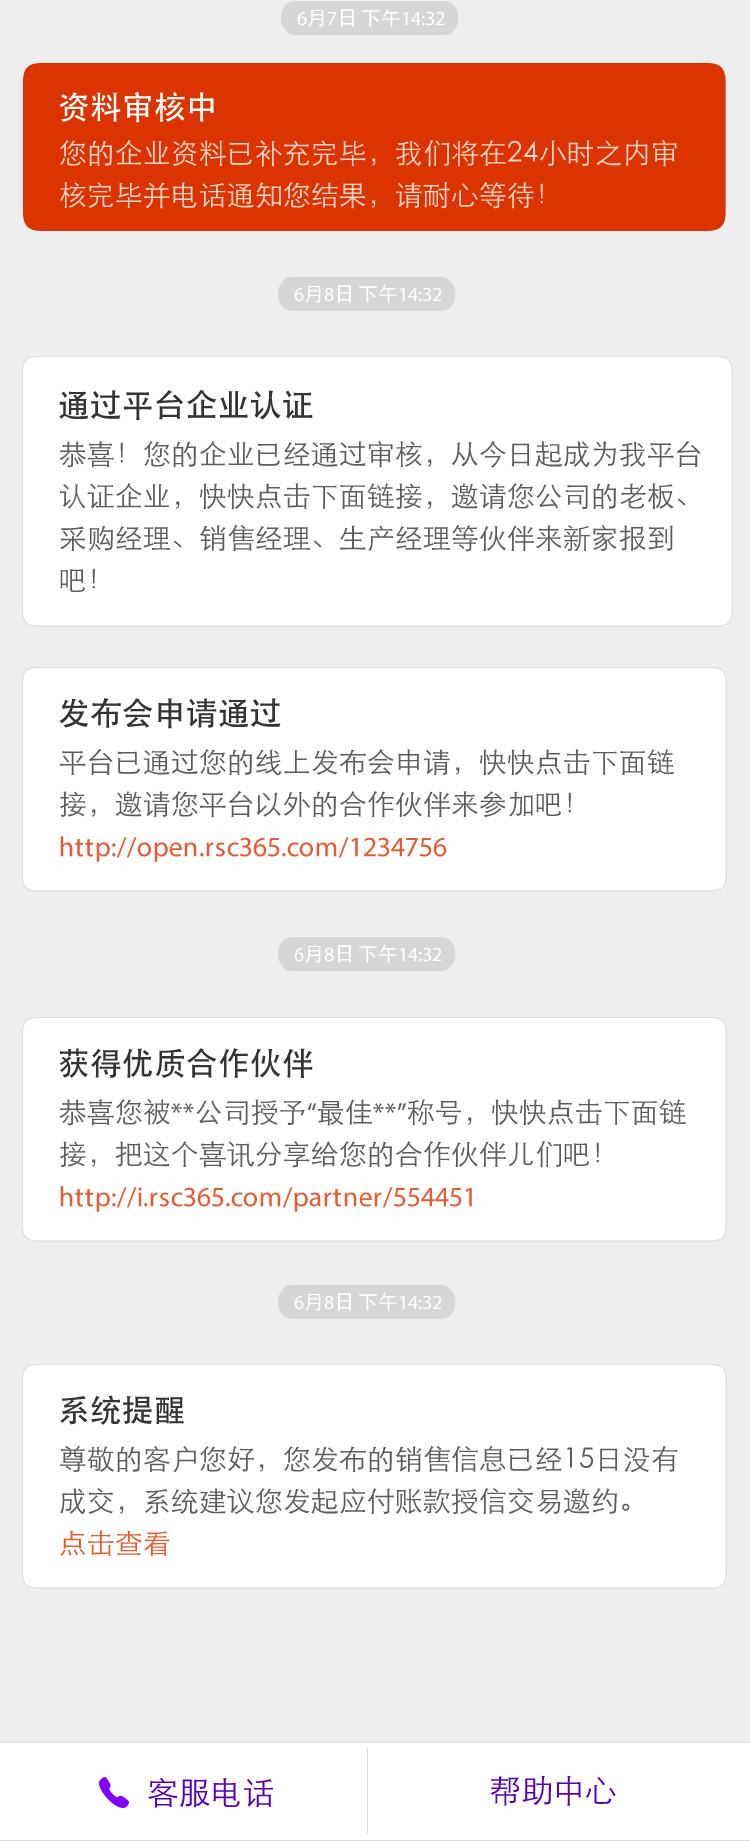 6月7日 下午14:32
资料审核中
您的企业资料已补充完毕，我们将在24小时之内审
核完毕并电话通知您结果，请耐心等待！
6月8日 下午14:32
通过平台企业认证
恭喜！您的企业已经通过审核，从今日起成为我平台
认证企业，快快点击下面链接，邀请您公司的老板、
采购经理、销售经理、生产经理等伙伴来新家报到
吧！
发布会申请通过
平台已通过您的线上发布会申请，快快点击下面链
接，邀请您平台以外的合作伙伴来参加吧！
http://open.rsc365.com/1234756
6月8日 下午14:32
获得优质合作伙伴
恭喜您被**公司授予“最佳**”称号，快快点击下面链
接，把这个喜讯分享给您的合作伙伴儿们吧！
http://i.rsc365.com/partner/554451
6月8日 下午14:32
系统提醒
尊敬的客户您好，您发布的销售信息已经15日没有
成交，系统建议您发起应付账款授信交易邀约。
点击查看
客服电话
帮助中心